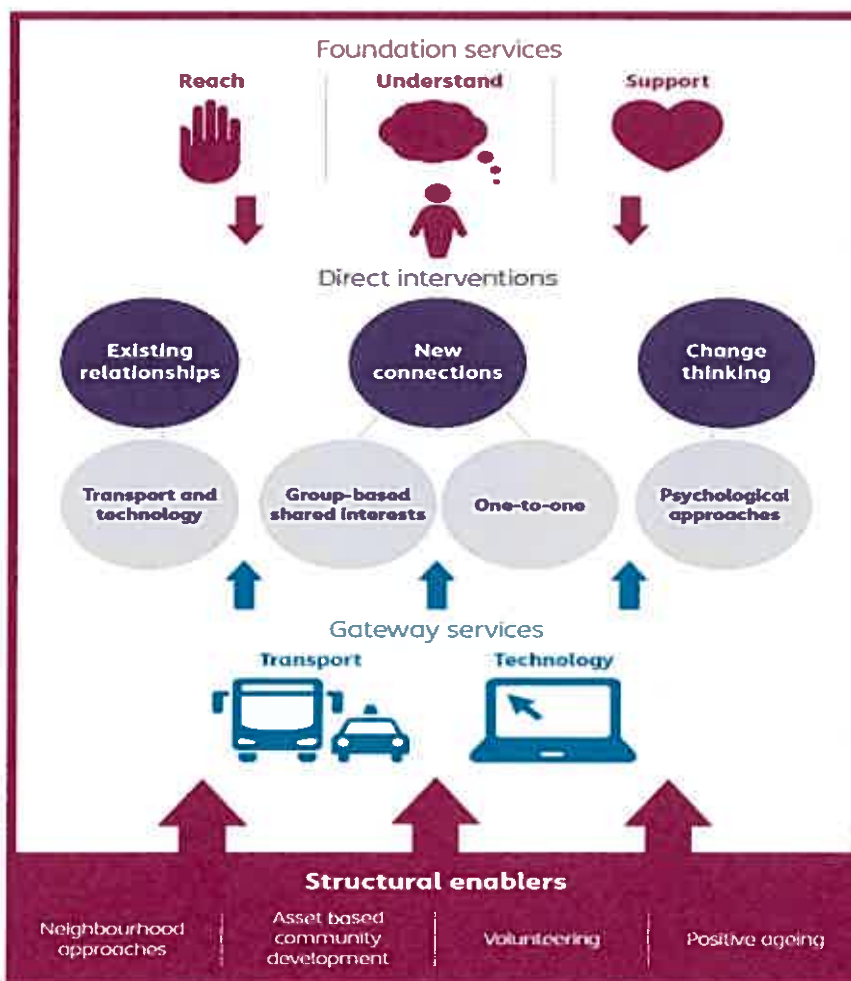 Foundation services
Reach
Understand
Support
Direct interventions
Existing
relationships
New
connections
Change
thinking
Transport and
technology
Group-based
shared interests
One-to-one
Psychological
approaches
Gateway services
Transport
Technology
Structural enablers
Neighbourhood
approaches
Asset based
community
development
Volunteering
Positive ageing